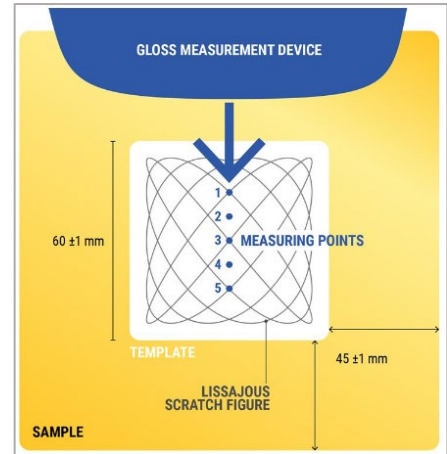 GLOSS MEASUREMENT DEVICE
1
2
3 MEASURING POINTS
4
5
60 ±1 mm
TEMPLATE
45 ±1 mm
LISSAJOUS
SCRATCH FIGURE
SAMPLE